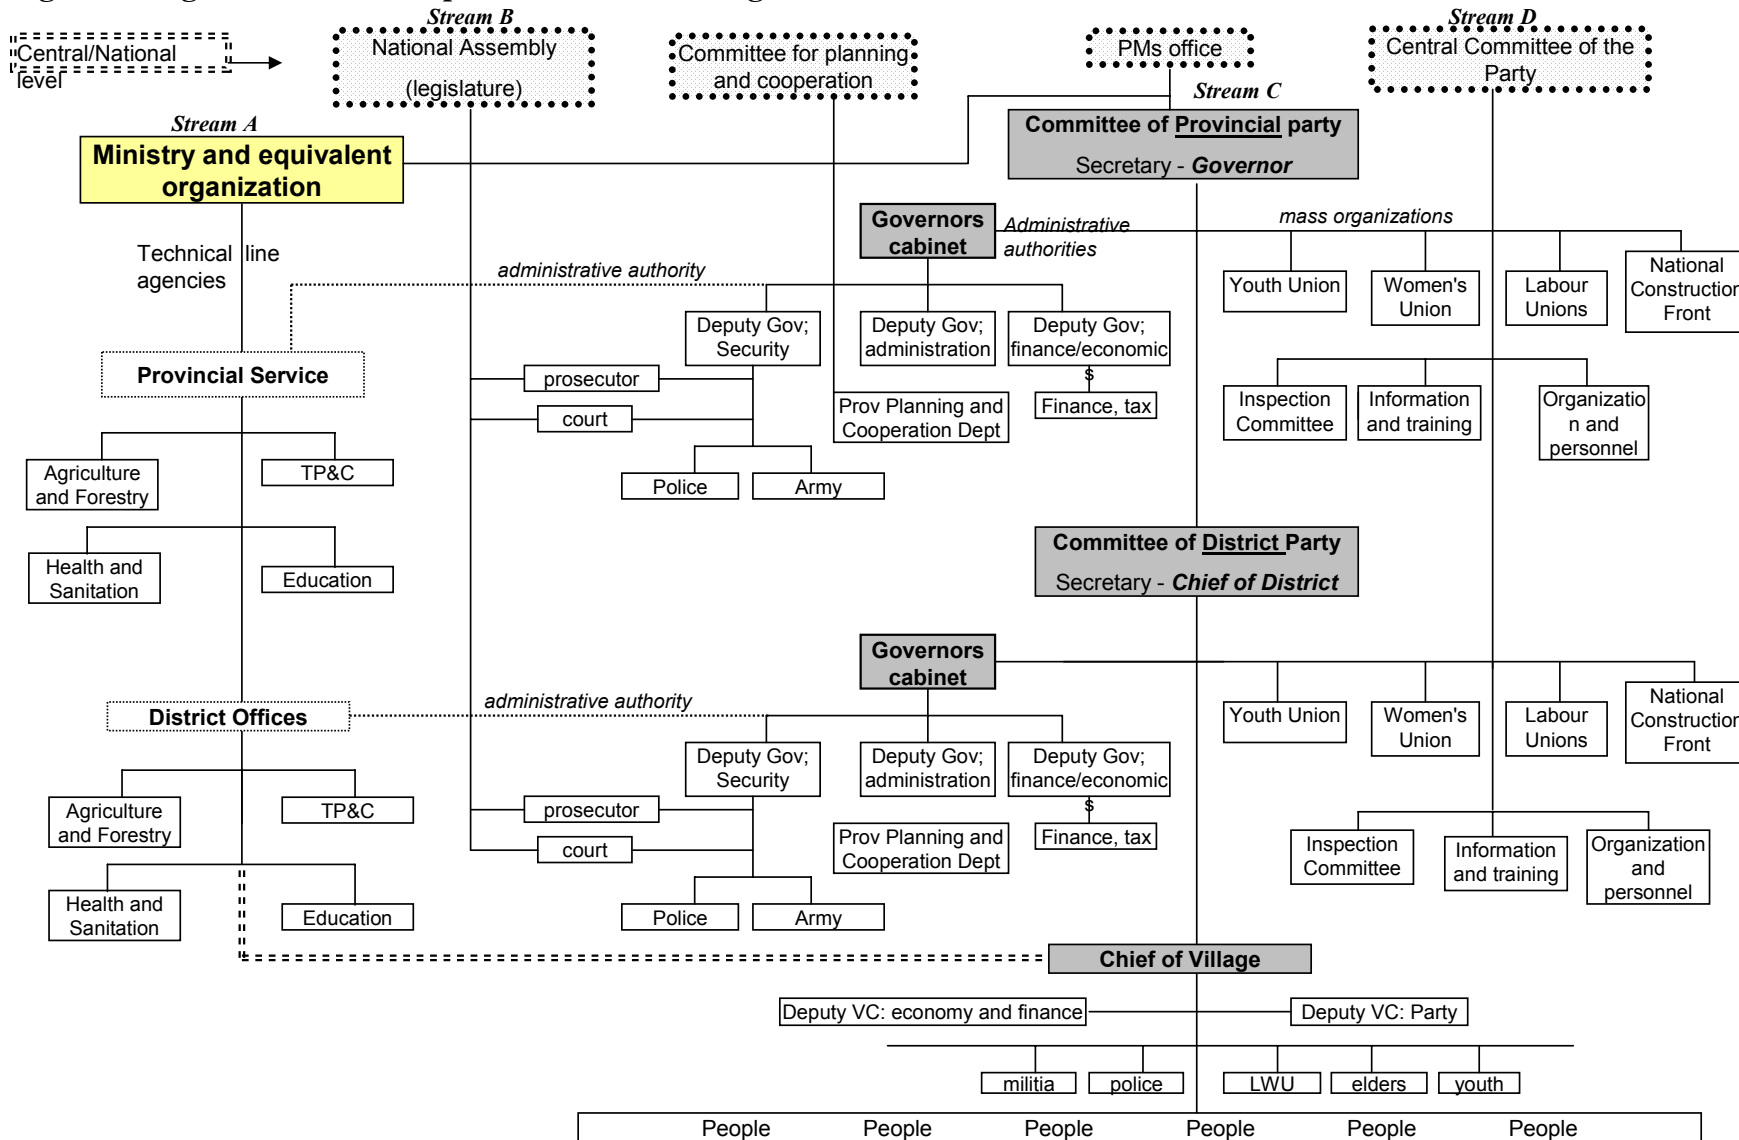 Stream B
Stream D
Central/National
level
National Assembly
(legislature)
Committee for planning
and cooperation
PMs office
Central Committee of the
Party
Stream A
Stream C
Ministry and equivalent
organization
Committee of Provincial party
Secretary - Governor
Governors
cabinet
Administrative
authorities
mass organizations
Technical line
agencies
administrative authority
Youth Union
Women's
Union
Labour
Unions
National
Construction
Front
Deputy Gov;
Security
Deputy Gov;
administration
Deputy Gov;
finance/economic
s
Provincial Service
prosecutor
court
Prov Planning and
Cooperation Dept
Finance, tax
Inspection
Committee
Information
and training
Organizatio
n and
personnel
Agriculture
and Forestry
TP&C
Police
Army
Health and
Sanitation
Education
Committee of District Party
Secretary - Chief of District
Governors
cabinet
District Offices
administrative authority
Youth Union
Women's
Union
Labour
Unions
National
Construction
Front
Deputy Gov;
Security
Deputy Gov;
administration
Deputy Gov;
finance/economic
s
Agriculture
and Forestry
TP&C
prosecutor
court
Prov Planning and
Cooperation Dept
Finance, tax
Inspection
Committee
Information
and training
Organization
and
personnel
Health and
Sanitation
Education
Police
Army
Chief of Village
Deputy VC: economy and finance
Deputy VC: Party
militia
police
LWU
elders
youth
People People People People People People